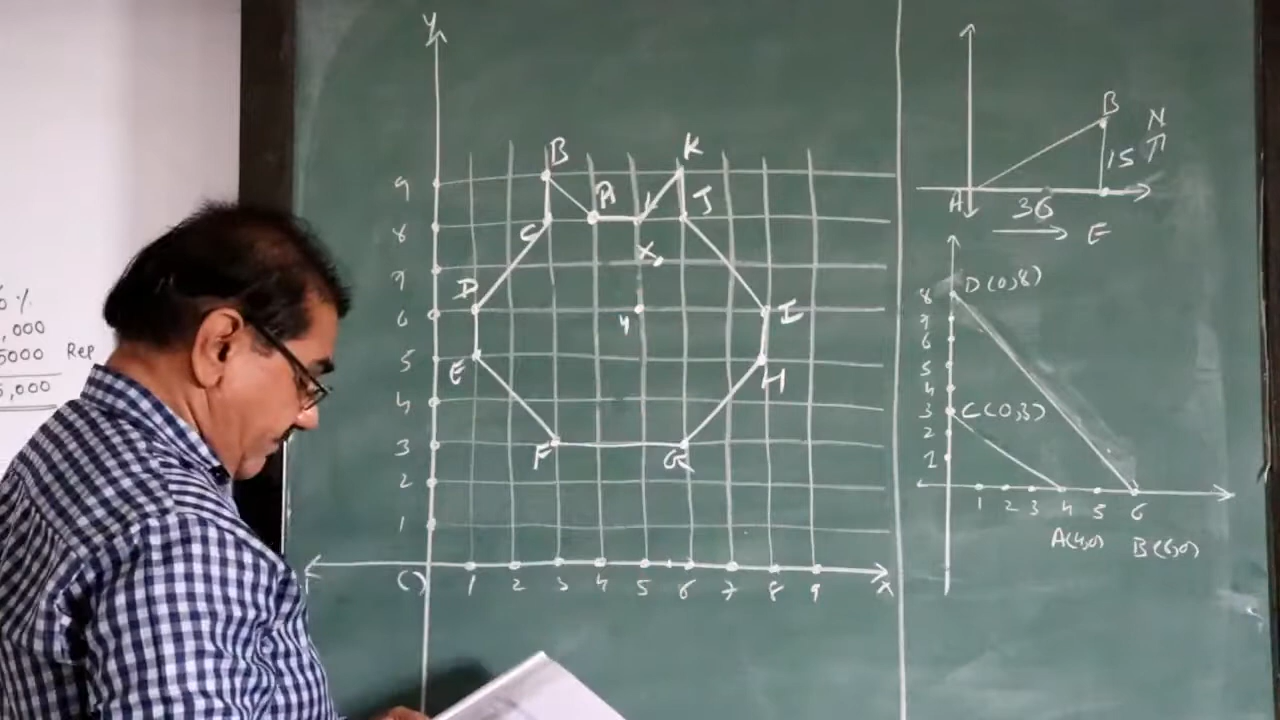 %
,000
5000 Rep
5,000
Y
B
K
9
A
J
8
C
X
7
D
I
6
4
5
E
H
4
3
F
G
2
1
O
1 2 3 4 5 6 7 8 9
X
B
N
15
A
36
E
8 D(0,8)
7
6
5
4
3 C(0,3)
2
1
1 2 3 4 5 6
A(4,0) B(6,0)